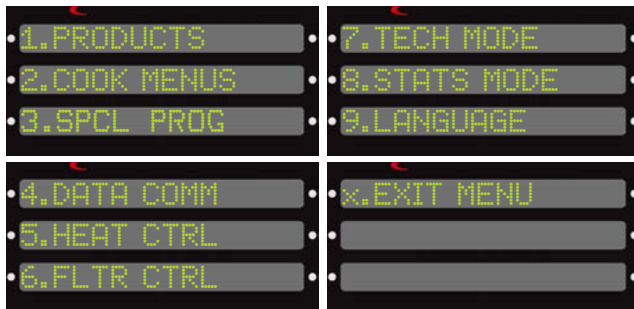 1.PRODUCTS
2.COOK MENUS
3.SPCL PROG
7.TECH MODE
8.STATS MODE
9.LANGUAGE
4.DATA COMM
5.HEAT CTRL
6.FLTR CTRL
x.EXIT MENU